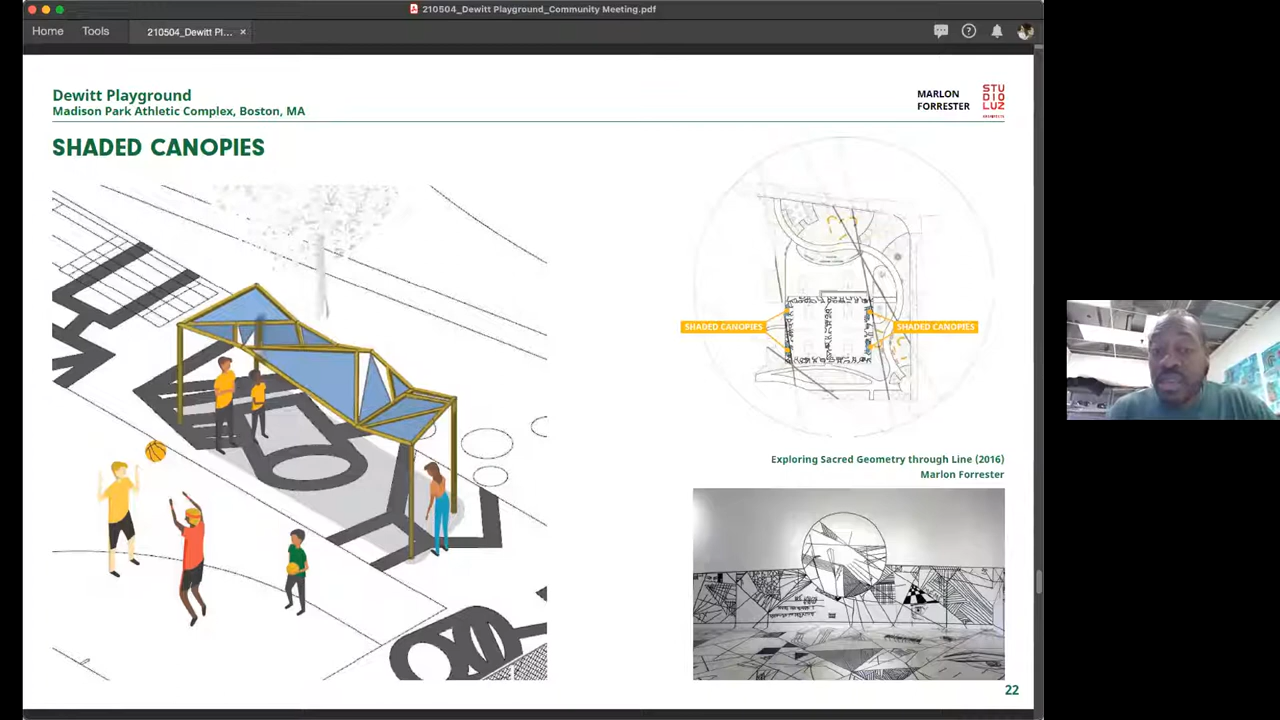 210504_Dewitt Playground_Community Meeting.pdf
Home
Tools
210504_Dewitt Pl... ×
Dewitt Playground
Madison Park Athletic Complex, Boston, MA
MARLON
FORRESTER
STU
DIO
LUZ
ARCHITECTS
SHADED CANOPIES
SHADED CANOPIES
SHADED CANOPIES
Exploring Sacred Geometry through Line (2016)
Marlon Forrester
22